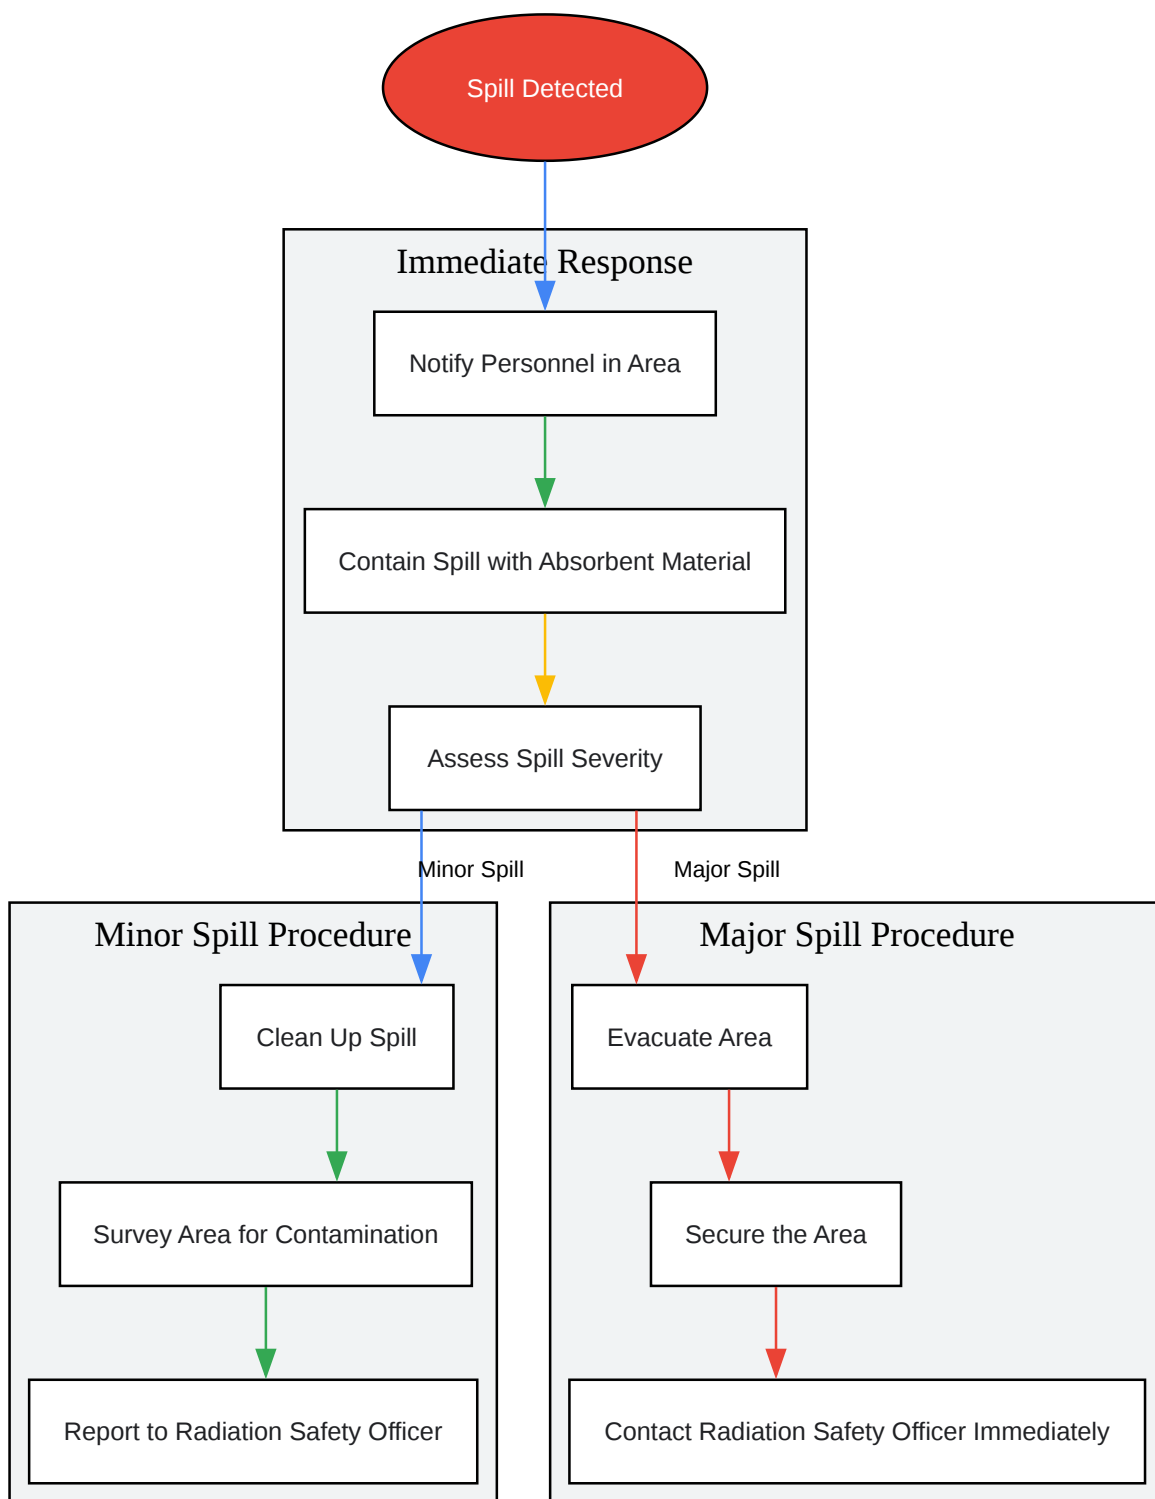 Spill Detected
Immediate Response
Notify Personnel in Area
Contain Spill with Absorbent Material
Assess Spill Severity
Minor Spill
Major Spill
Minor Spill Procedure
Clean Up Spill
Survey Area for Contamination
Report to Radiation Safety Officer
Major Spill Procedure
Evacuate Area
Secure the Area
Contact Radiation Safety Officer Immediately